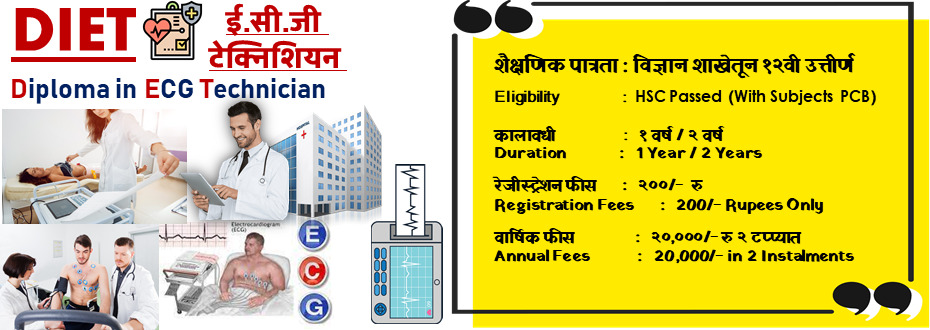 DIET
ई.सी.जी
टेक्निशियन
Diploma in ECG Technician
HOSPITAL
Electrocardiogram
(ECG)
E
C
G
शैक्षणिक पात्रता : विज्ञान शाखेतून १२वी उत्तीर्ण
Eligibility : HSC Passed (With Subjects PCB)
कालावधी : १ वर्ष / २ वर्ष
Duration : 1 Year / 2 Years
रेजीस्ट्रेशन फीस : २००/- रु
Registration Fees : 200/- Rupees Only
वार्षिक फीस : २०,०००/- रु २ टप्प्यात
Annual Fees : 20,000/- in 2 Instalments